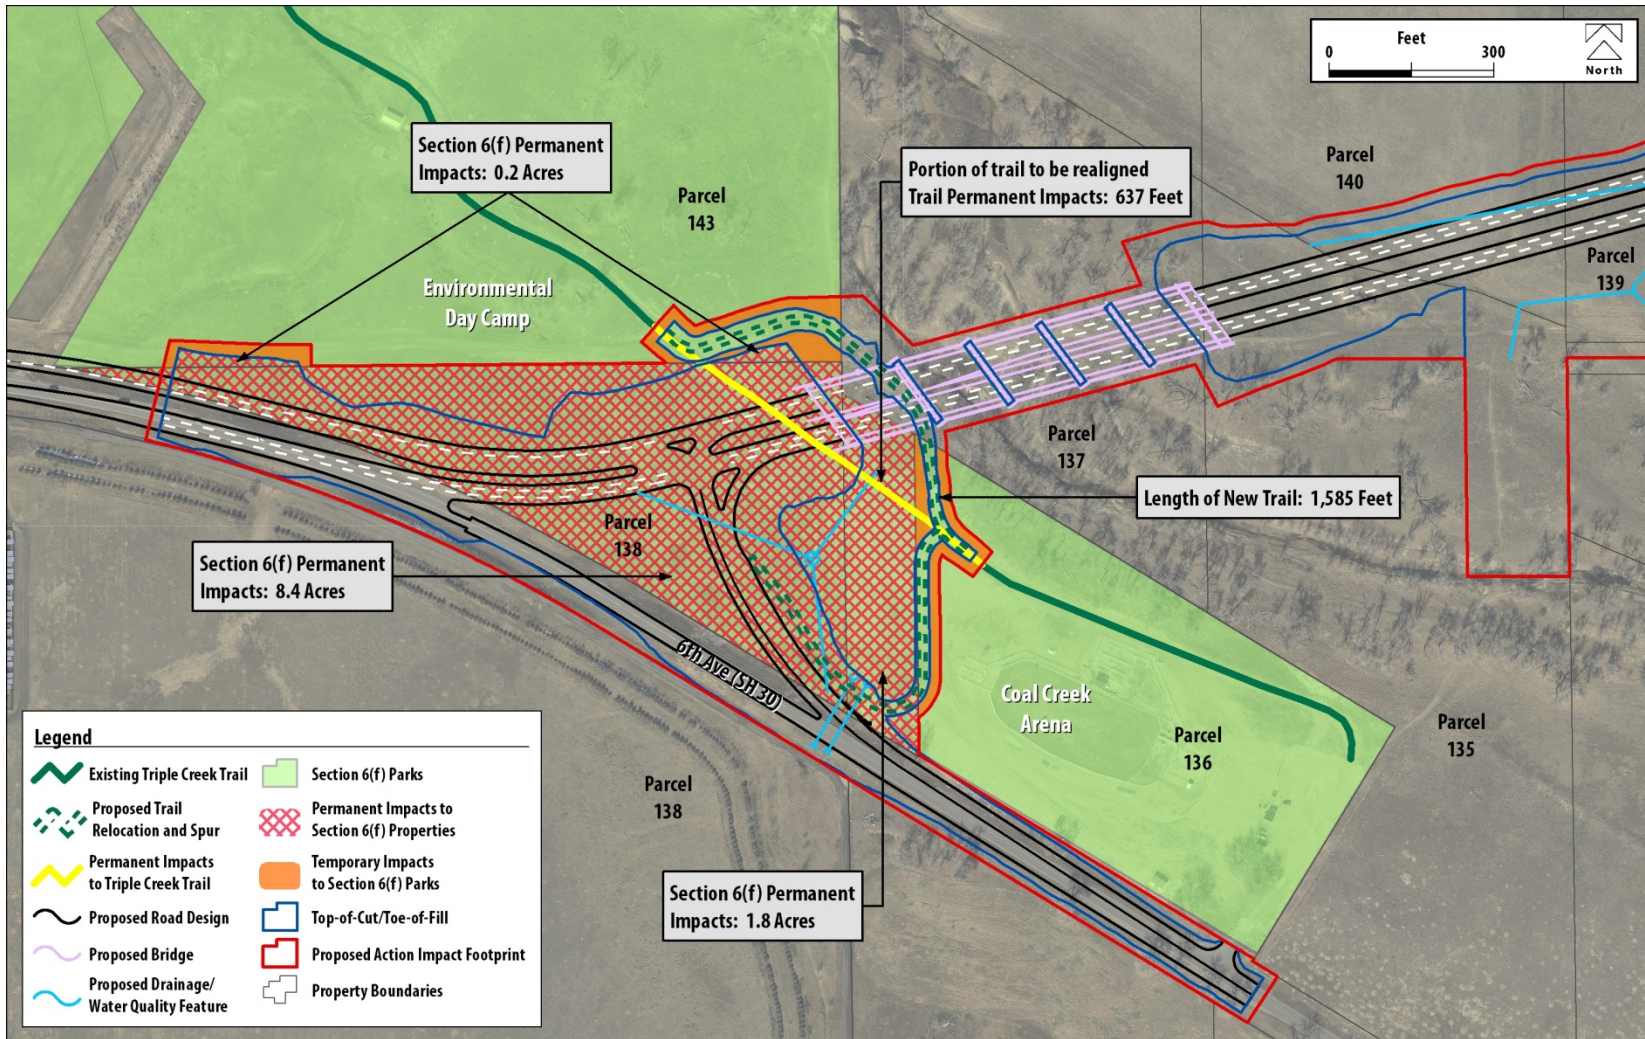 Feet
0 300
North
Section 6(f) Permanent
Impacts: 0.2 Acres
Portion of trail to be realigned
Trail Permanent Impacts: 637 Feet
Parcel
140
Parcel
143
Parcel
139
Environmental
Day Camp
Parcel
137
Length of New Trail: 1,585 Feet
Parcel
138
Section 6(f) Permanent
Impacts: 8.4 Acres
6th Ave (SH 30)
Coal Creek
Arena
Parcel
136
Parcel
135
Parcel
138
Section 6(f) Permanent
Impacts: 1.8 Acres
Legend
Existing Triple Creek Trail
Proposed Trail
Relocation and Spur
Permanent Impacts
to Triple Creek Trail
Proposed Road Design
Proposed Bridge
Proposed Drainage/
Water Quality Feature
Section 6(f) Parks
Permanent Impacts to
Section 6(f) Properties
Temporary Impacts
to Section 6(f) Parks
Top-of-Cut/Toe-of-Fill
Proposed Action Impact Footprint
Property Boundaries